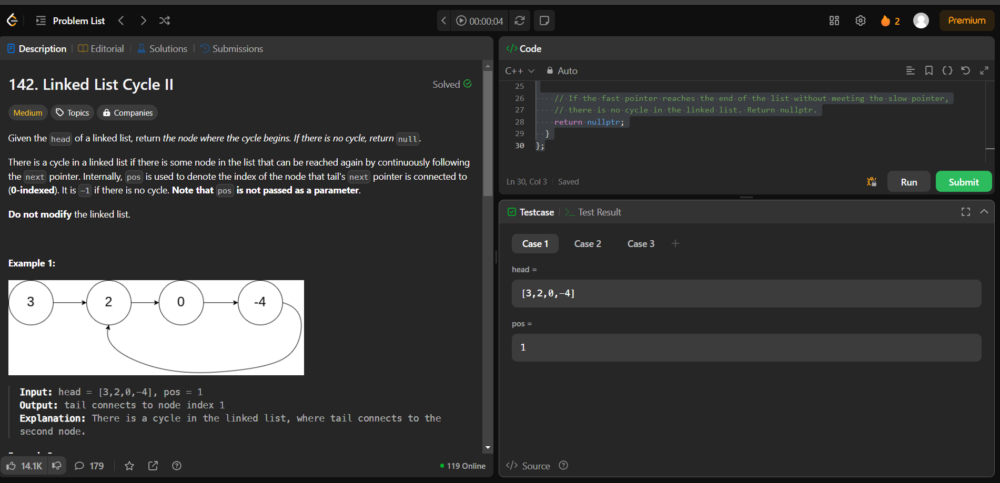 Problem List
00:00:04
2
Premium
Description
Editorial
Solutions
Submissions
142. Linked List Cycle II
Solved
Medium
Topics
Companies
Given the head of a linked list, return the node where the cycle begins. If there is no cycle, return null.
There is a cycle in a linked list if there is some node in the list that can be reached again by continuously following
the next pointer. Internally, pos is used to denote the index of the node that tail's next pointer is connected to
(0-indexed). It is -1 if there is no cycle. Note that pos is not passed as a parameter.
Do not modify the linked list.
Example 1:
3
2
0
-4
Input: head = [3,2,0,-4], pos = 1
Output: tail connects to node index 1
Explanation: There is a cycle in the linked list, where tail connects to the
second node.
14.1K
179
119 Online
</> Code
C++
Auto
25
26 // If the fast pointer reaches the end of the list without meeting the slow pointer,
27 // there is no cycle in the linked list. Return nullptr.
28 return nullptr;
29 }
30 };
Ln 30, Col 3
Saved
Run
Submit
Testcase
>_ Test Result
Case 1
Case 2
Case 3
+
head =
[3,2,0,-4]
pos =
1
</> Source